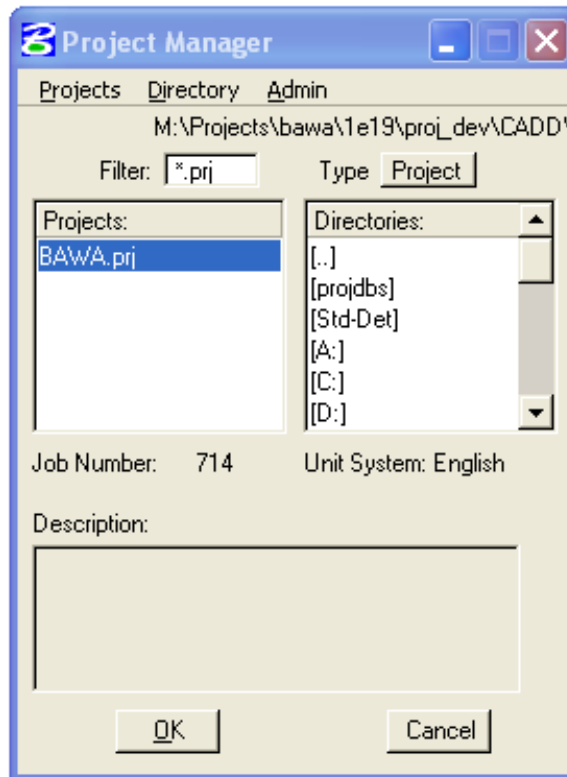 Project Manager
Projects Directory Admin
M:\Projects\bawa\1e19\proj_dev\CADD\
Filter: *.prj Type Project
Projects:
BAWA.prj
Directories:
[..]
[projdbs]
[Std-Det]
[A:]
[C:]
[D:]
Job Number: 714 Unit System: English
Description:
OK Cancel